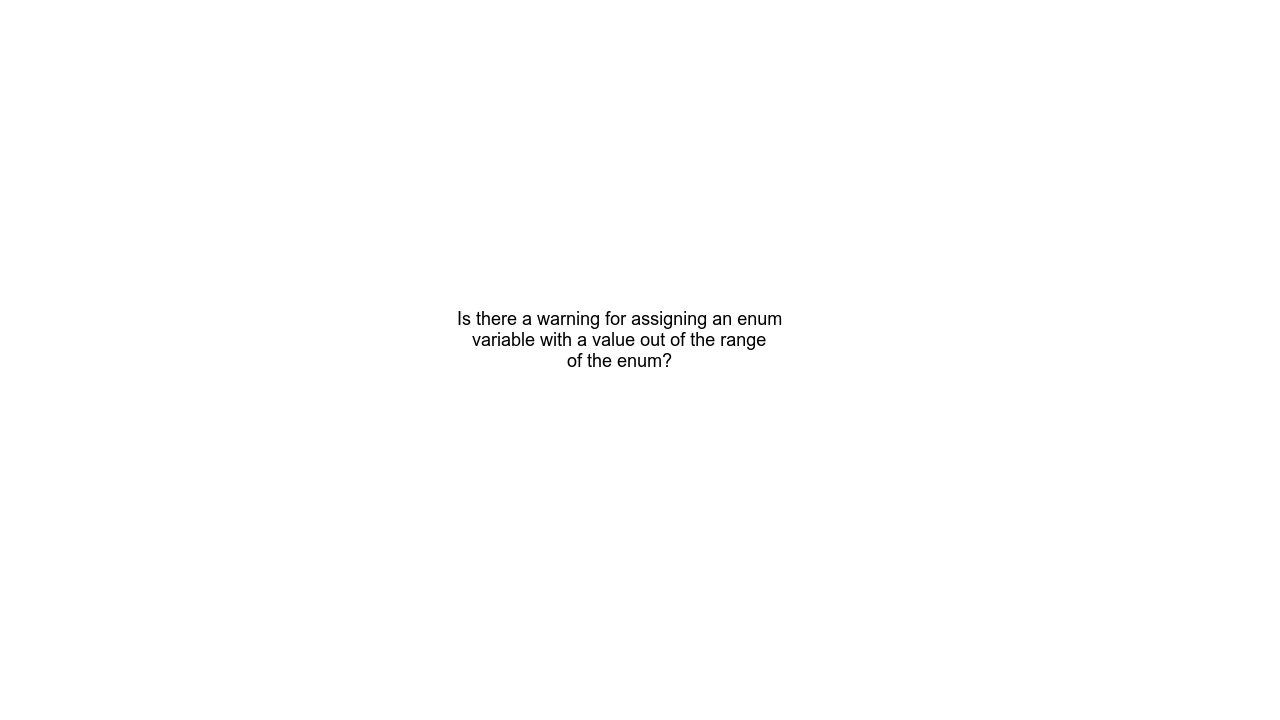 Is there a warning for assigning an enum
variable with a value out of the range
of the enum?